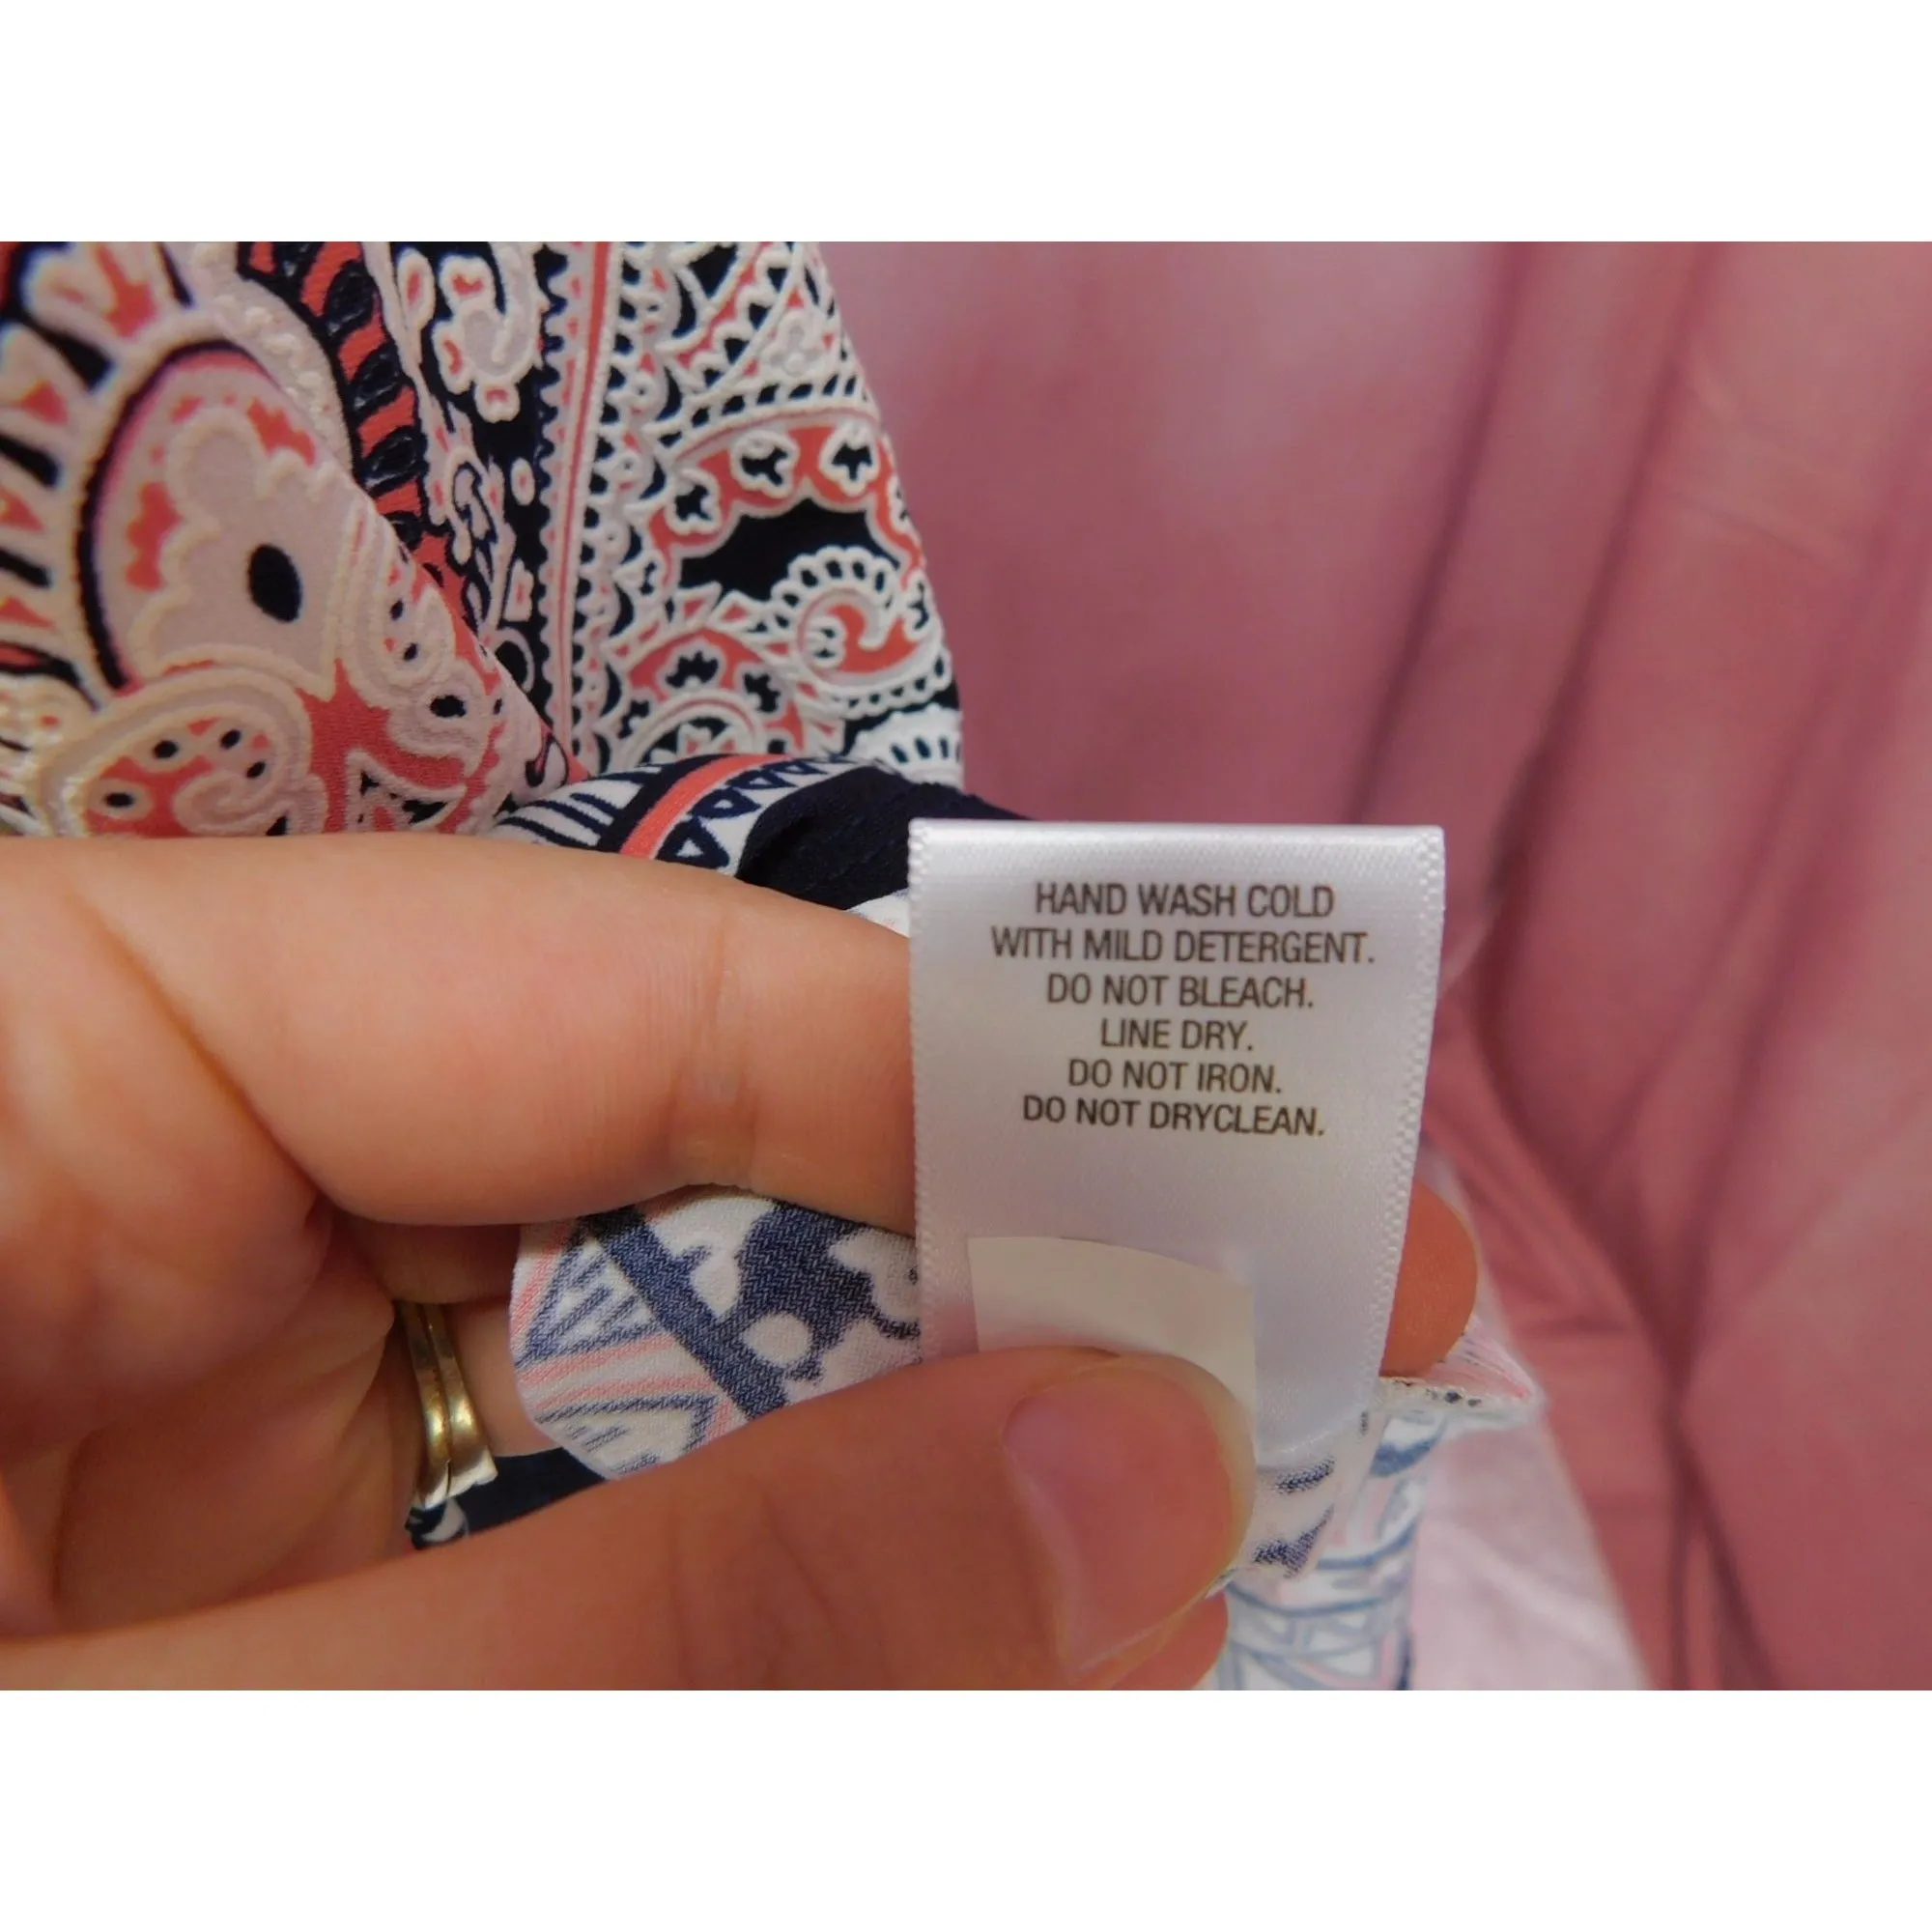 HAND WASH COLD
WITH MILD DETERGENT.
DO NOT BLEACH.
LINE DRY.
DO NOT IRON.
DO NOT DRYCLEAN.